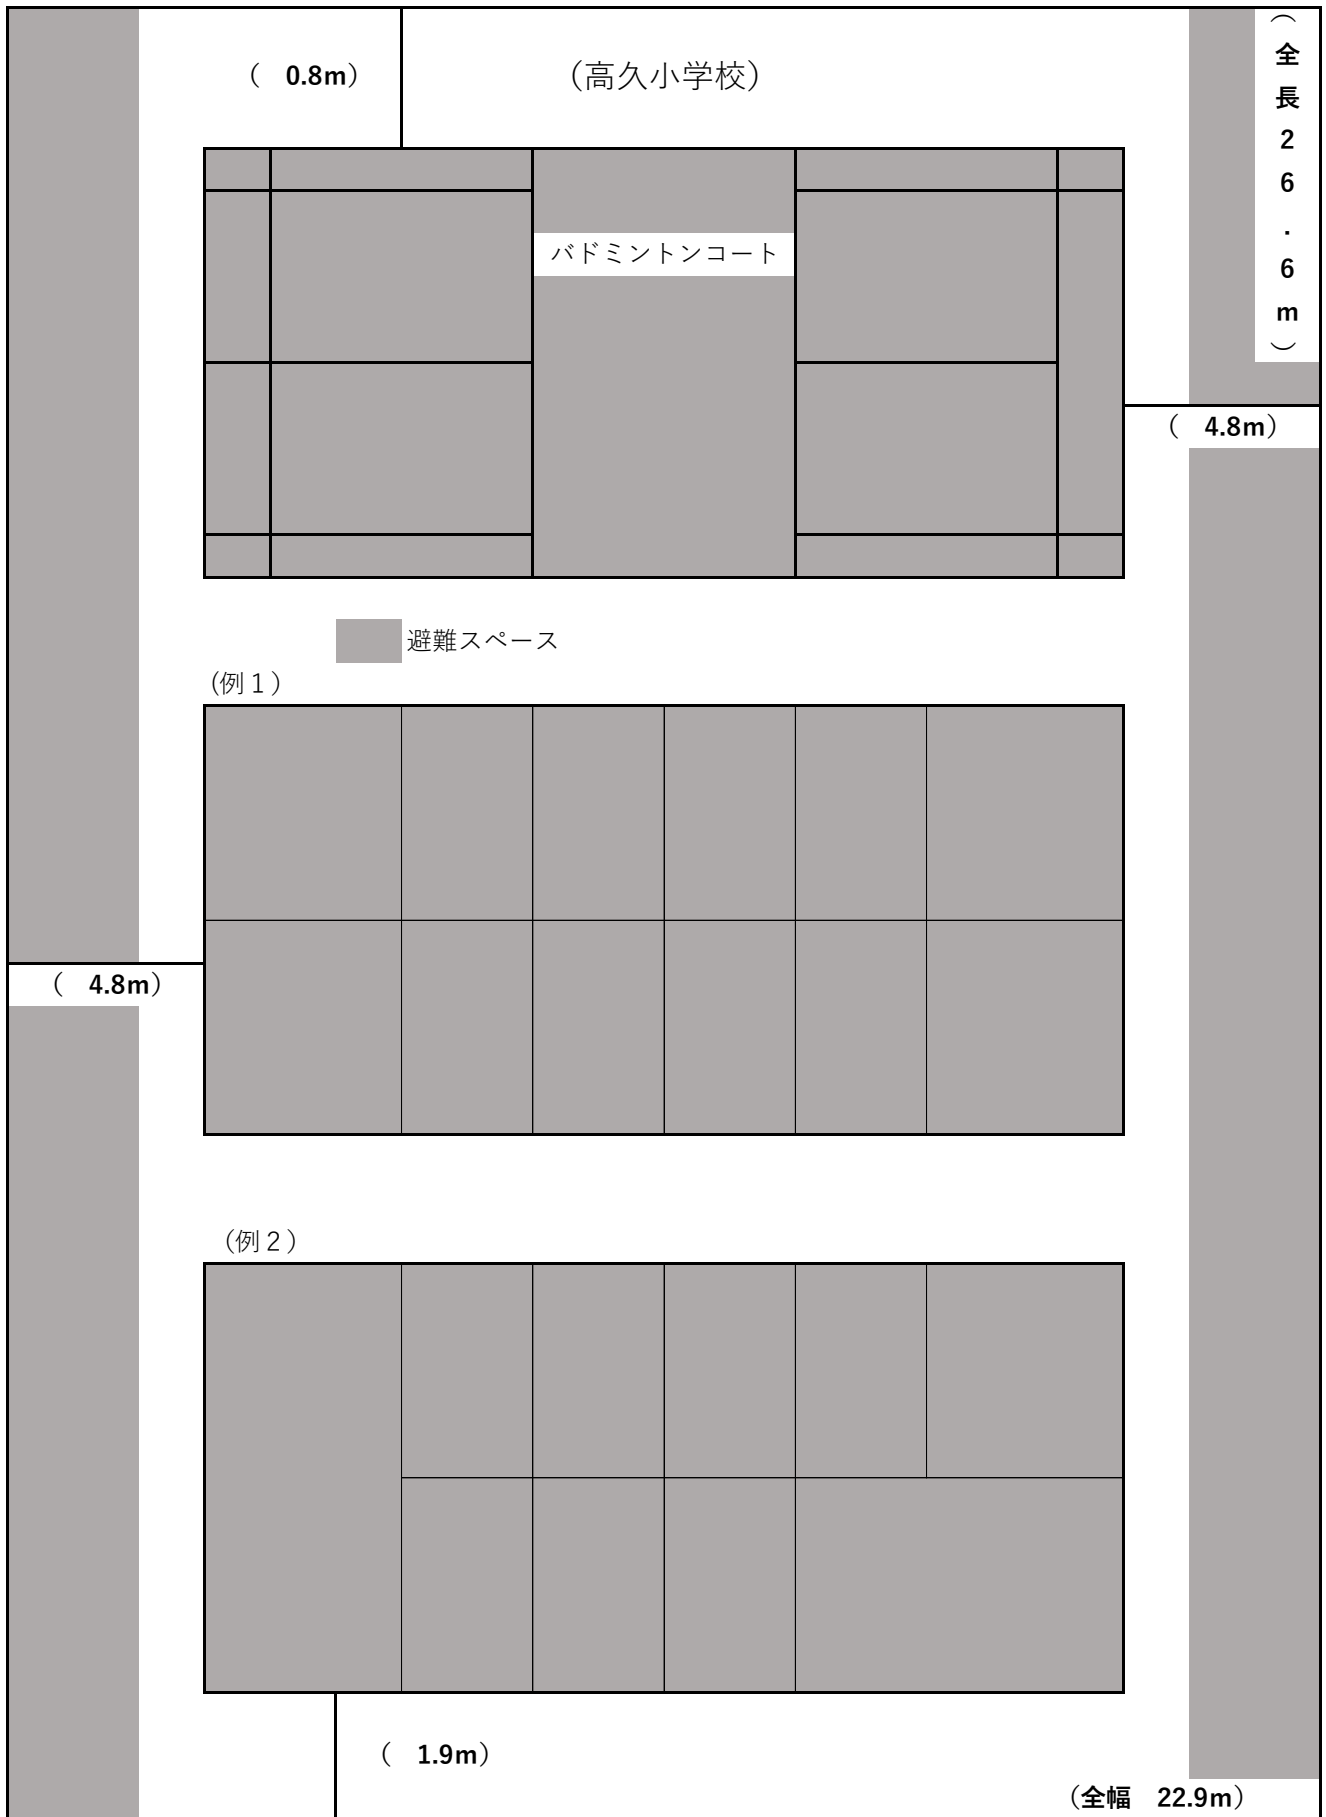 （　0.8m）
（高久小学校）
（全長２６．６ｍ）
バドミントンコート
（　4.8m）
避難スペース
（例１）
（　4.8m）
（例２）
（　1.9m）
（全幅　22.9m）